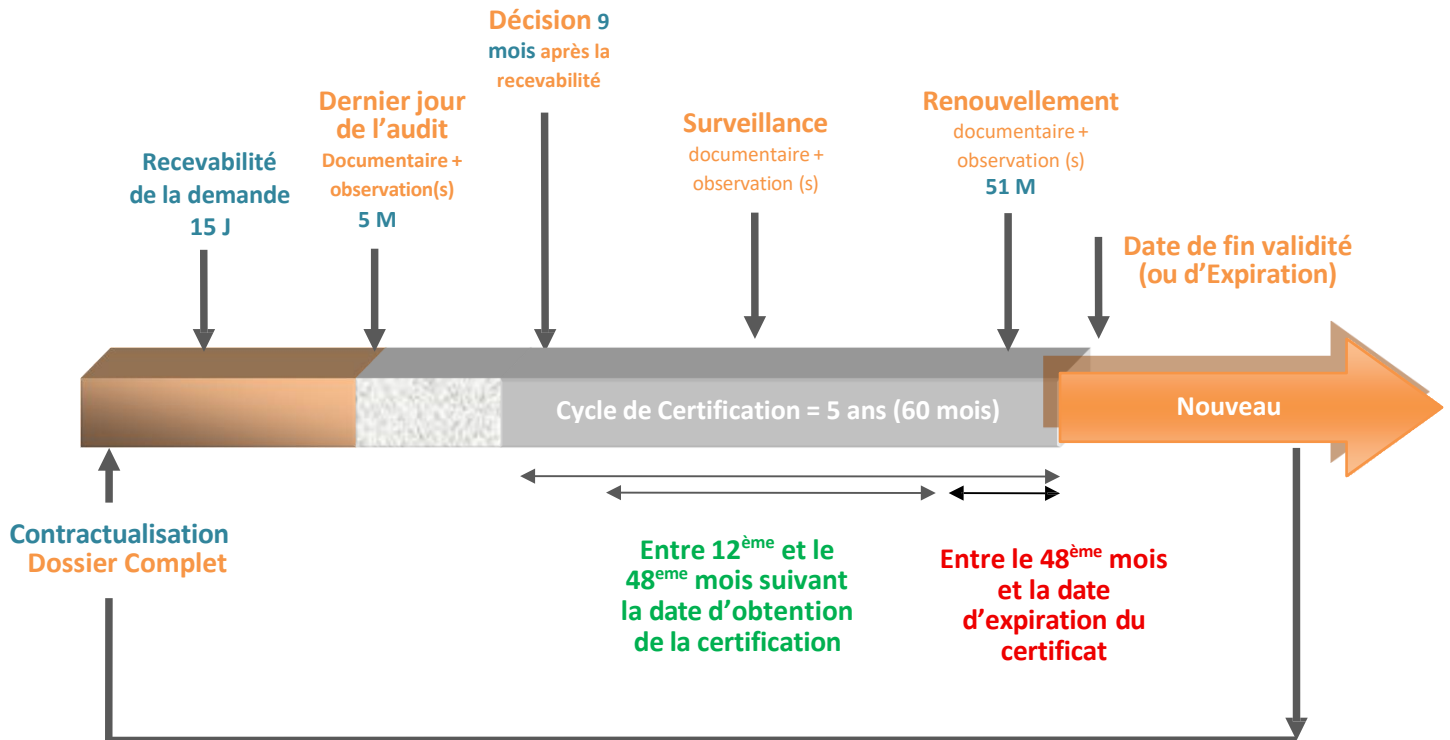 Décision 9
mois après la
recevabilité
Dernier jour
de l’audit
Documentaire +
observation(s)
5 M
Recevabilité
de la demande
15 J
Surveillance
documentaire +
observation (s)
Renouvellement
documentaire +
observation (s)
51 M
Date de fin validité
(ou d’Expiration)
Cycle de Certification = 5 ans (60 mois)
Nouveau
Contractualisation
Dossier Complet
Entre 12ème et le
48eme mois suivant
la date d’obtention
de la certification
Entre le 48ème mois
et la date
d’expiration du
certificat